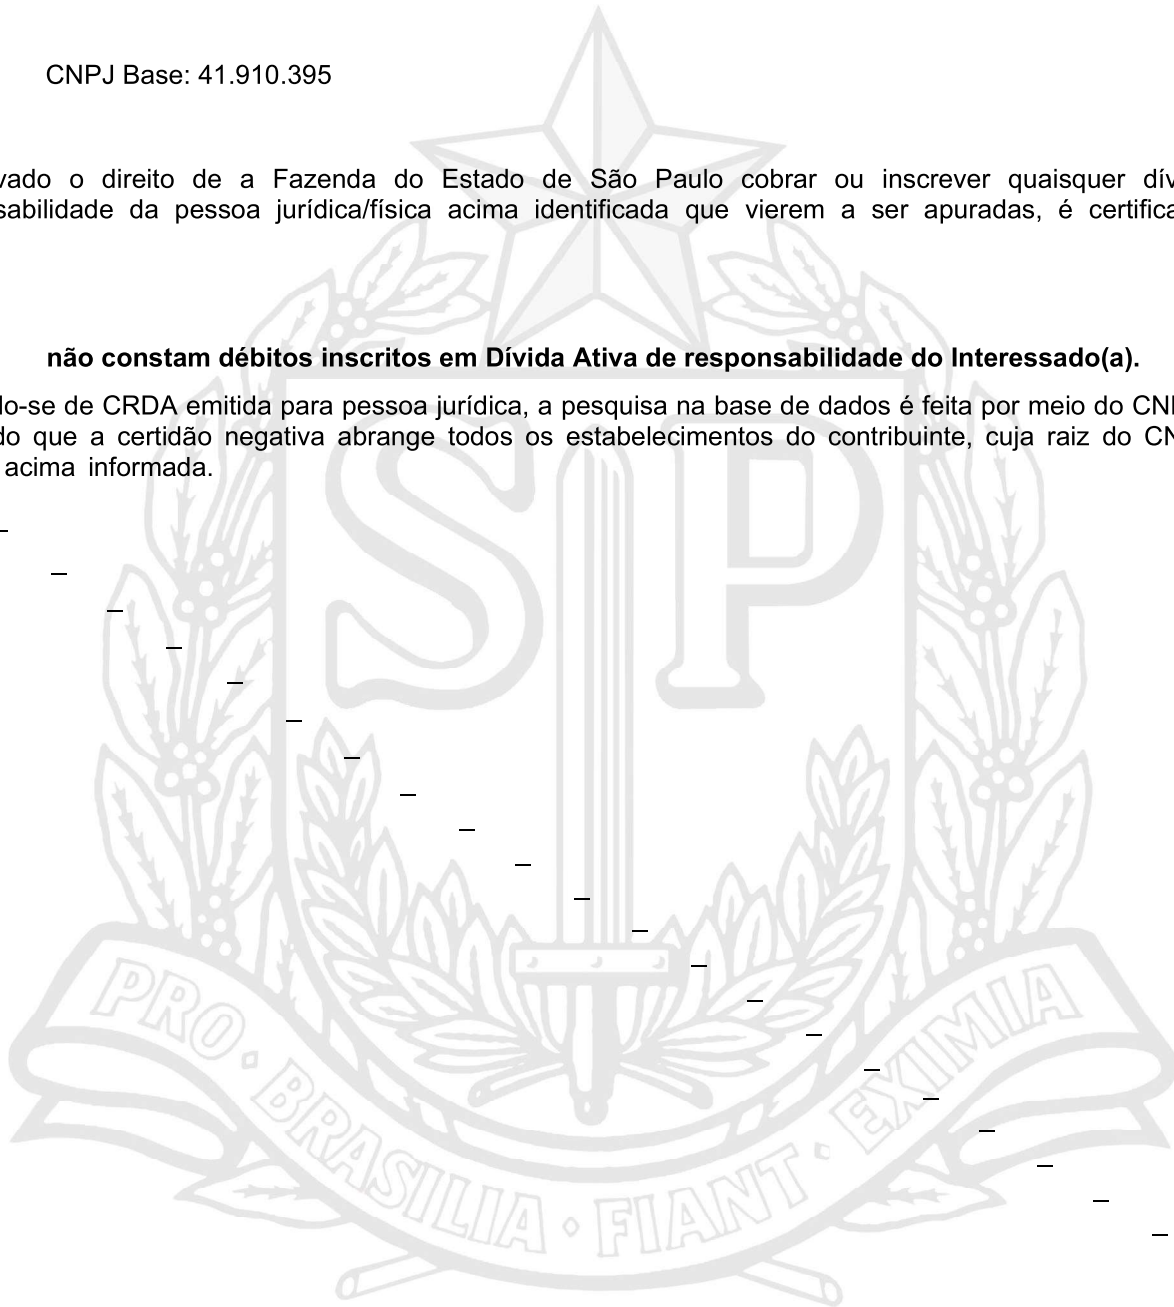 CNPJ Base: 41.910.395
vado o direito de a Fazenda do Estado de São Paulo cobrar ou inscrever quaisquer dív
sabilidade da pessoa jurídica/física acima identificada que vierem a ser apuradas, é certifica
não constam débitos inscritos em Dívida Ativa de responsabilidade do Interessado(a).
do-se de CRDA emitida para pessoa jurídica, a pesquisa na base de dados é feita por meio do CN
do que a certidão negativa abrange todos os estabelecimentos do contribuinte, cuja raiz do CN
acima informada.
SP
PRO · BRASILIA · FIANT · EXIMIA